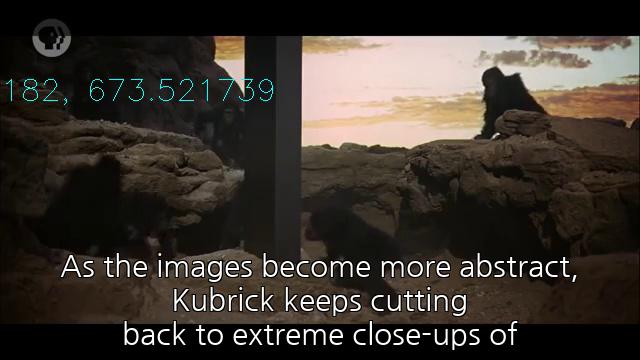 182, 673.521739
As the images become more abstract,
Kubrick keeps cutting
back to extreme close-ups of